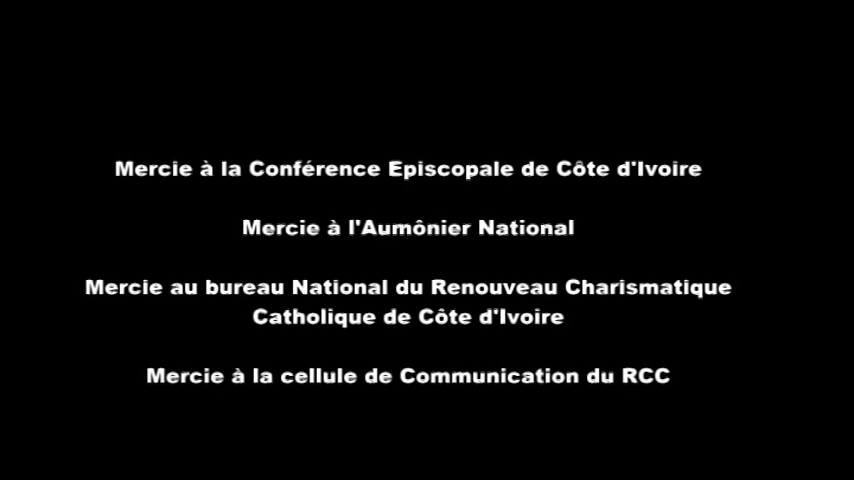 Mercie à la Conférence Episcopale de Côte d'Ivoire
Mercie à l'Aumônier National
Mercie au bureau National du Renouveau Charismatique
Catholique de Côte d'Ivoire
Mercie à la cellule de Communication du RCC